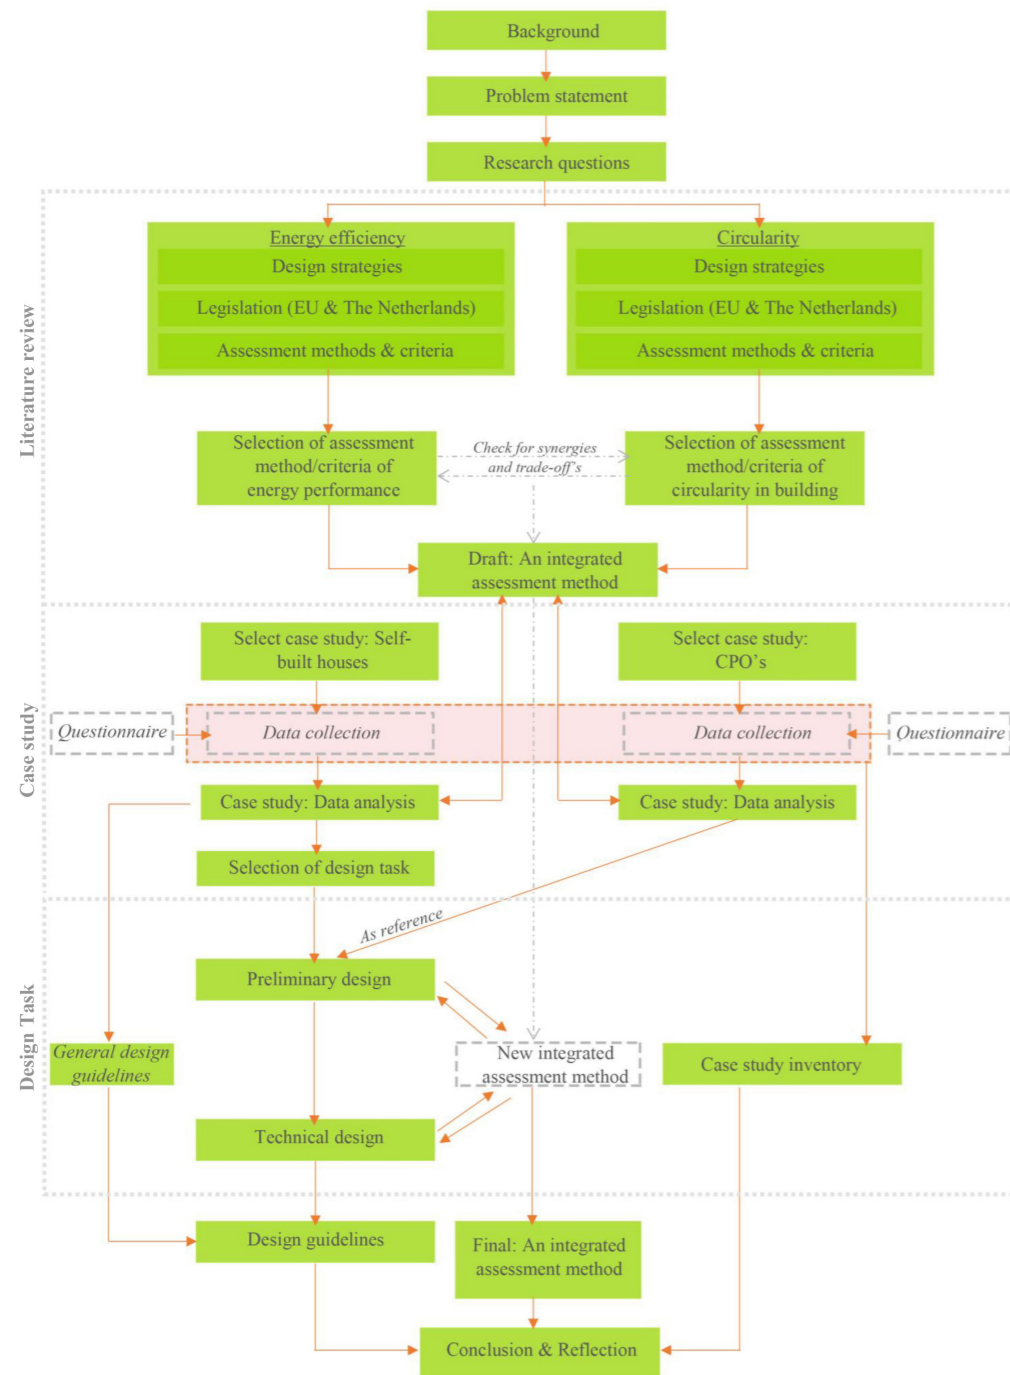 Background
Problem statement
Research questions
Literature review
Energy efficiency
Design strategies
Legislation (EU & The Netherlands)
Assessment methods & criteria
Circularity
Design strategies
Legislation (EU & The Netherlands)
Assessment methods & criteria
Selection of assessment
method/criteria of
energy performance
Check for synergies
and trade-off's
Selection of assessment
method/criteria of
circularity in building
Draft: An integrated
assessment method
Case study
Select case study: Self-
built houses
Select case study:
CPO's
Questionnaire
Data collection
Data collection
Questionnaire
Case study: Data analysis
Case study: Data analysis
Selection of design task
Design Task
As reference
Preliminary design
General design
guidelines
New integrated
assessment method
Case study inventory
Technical design
Design guidelines
Final: An integrated
assessment method
Conclusion & Reflection